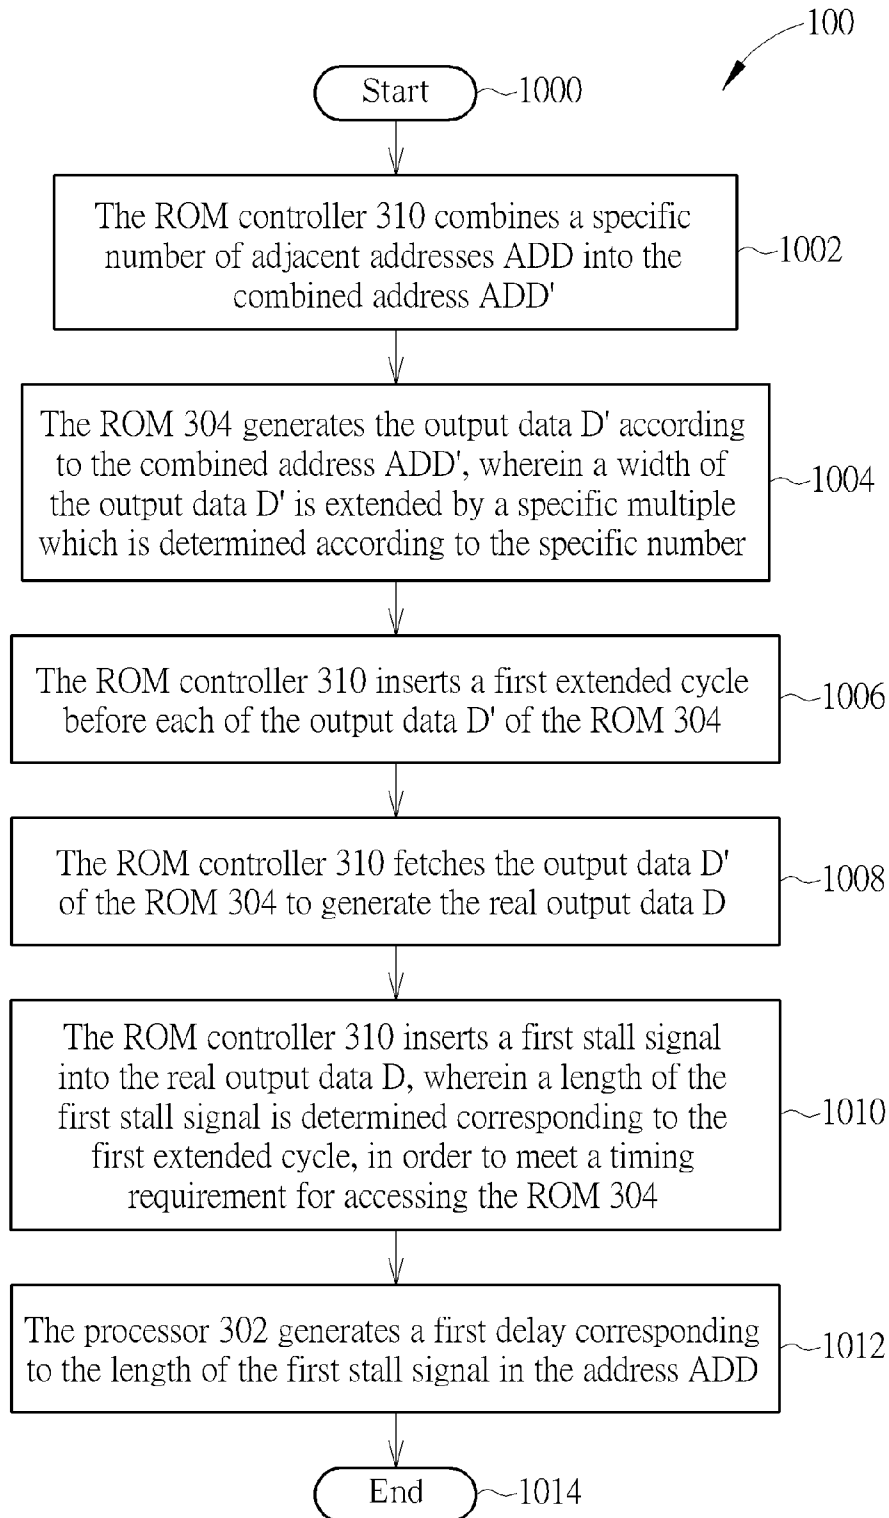 100
Start
1000
The ROM controller 310 combines a specific
number of adjacent addresses ADD into the
combined address ADD'
1002
The ROM 304 generates the output data D' according
to the combined address ADD', wherein a width of
the output data D' is extended by a specific multiple
which is determined according to the specific number
1004
The ROM controller 310 inserts a first extended cycle
before each of the output data D' of the ROM 304
1006
The ROM controller 310 fetches the output data D'
of the ROM 304 to generate the real output data D
1008
The ROM controller 310 inserts a first stall signal
into the real output data D, wherein a length of the
first stall signal is determined corresponding to the
first extended cycle, in order to meet a timing
requirement for accessing the ROM 304
1010
The processor 302 generates a first delay corresponding
to the length of the first stall signal in the address ADD
1012
End
1014